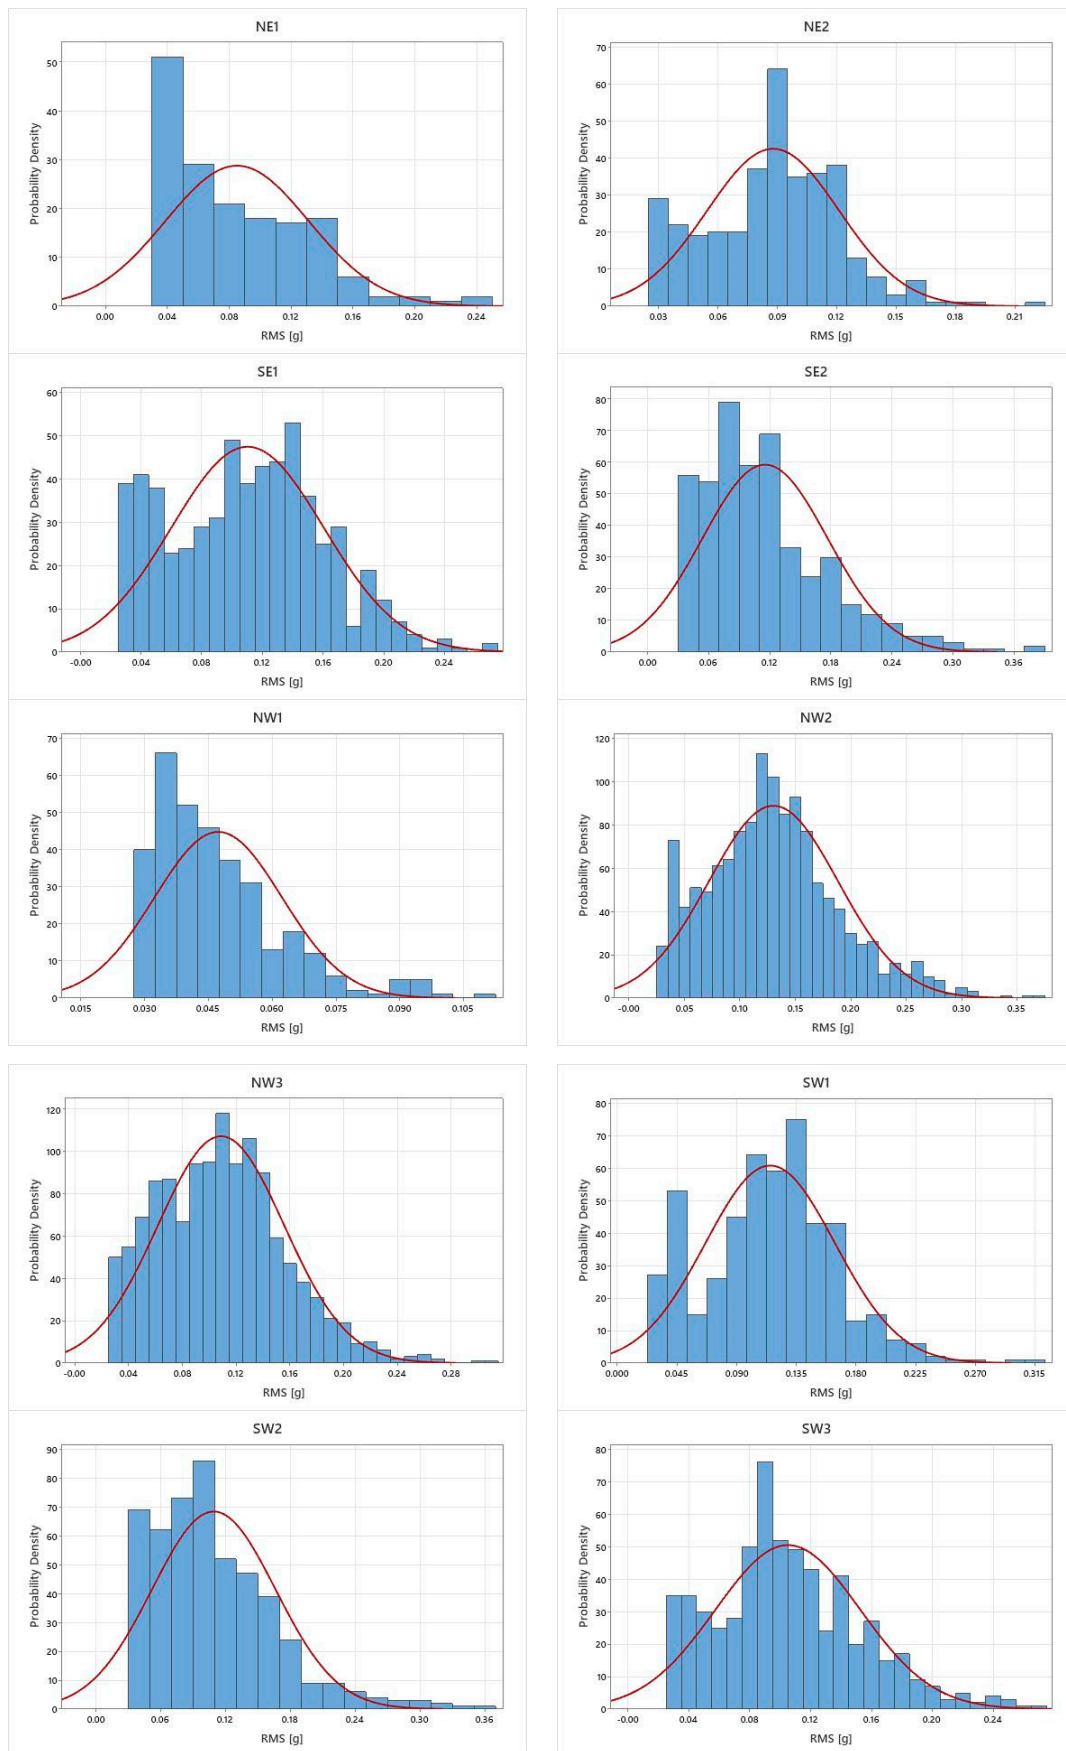 NE1
Probability Density
50
40
30
20
10
0
0.00 0.04 0.08 0.12 0.16 0.20 0.24
RMS [g]
NE2
Probability Density
70
60
50
40
30
20
10
0
0.03 0.06 0.09 0.12 0.15 0.18 0.21
RMS [g]
SE1
Probability Density
60
50
40
30
20
10
0
-0.00 0.04 0.08 0.12 0.16 0.20 0.24
RMS [g]
SE2
Probability Density
80
70
60
50
40
30
20
10
0
0.00 0.06 0.12 0.18 0.24 0.30 0.36
RMS [g]
NW1
Probability Density
70
60
50
40
30
20
10
0
0.015 0.030 0.045 0.060 0.075 0.090 0.105
RMS [g]
NW2
Probability Density
120
100
80
60
40
20
0
-0.00 0.05 0.10 0.15 0.20 0.25 0.30 0.35
RMS [g]
NW3
Probability Density
120
100
80
60
40
20
0
-0.00 0.04 0.08 0.12 0.16 0.20 0.24 0.28
RMS [g]
SW1
Probability Density
80
70
60
50
40
30
20
10
0
0.000 0.045 0.090 0.135 0.180 0.225 0.270 0.315
RMS [g]
SW2
Probability Density
90
80
70
60
50
40
30
20
10
0
0.00 0.06 0.12 0.18 0.24 0.30 0.36
RMS [g]
SW3
Probability Density
80
70
60
50
40
30
20
10
0
-0.00 0.04 0.08 0.12 0.16 0.20 0.24
RMS [g]